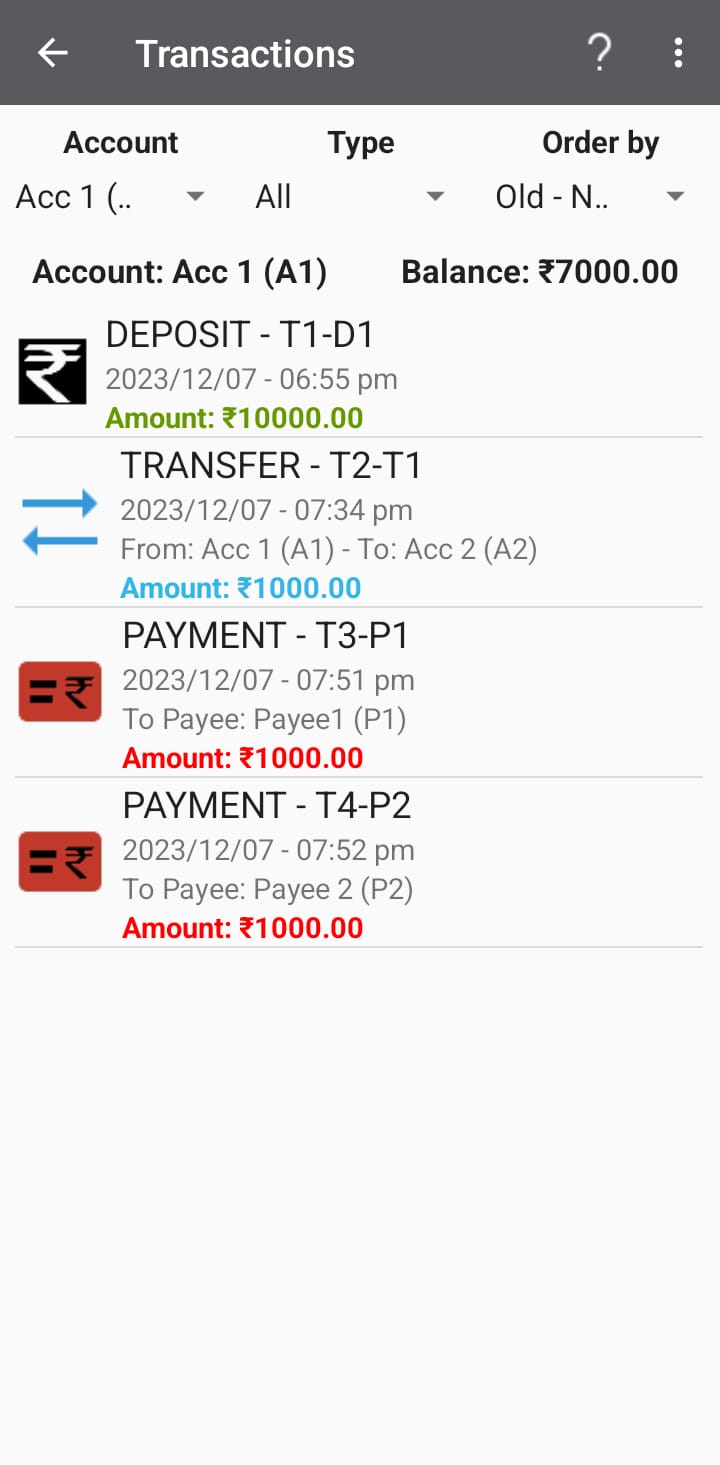 Transactions ?
Account Type Order by
Acc 1 (.. All Old - N..
Account: Acc 1 (A1) Balance: ₹7000.00
DEPOSIT - T1-D1
2023/12/07 - 06:55 pm
Amount: ₹10000.00
TRANSFER - T2-T1
2023/12/07 - 07:34 pm
From: Acc 1 (A1) - To: Acc 2 (A2)
Amount: ₹1000.00
PAYMENT - T3-P1
2023/12/07 - 07:51 pm
To Payee: Payee1 (P1)
Amount: ₹1000.00
PAYMENT - T4-P2
2023/12/07 - 07:52 pm
To Payee: Payee 2 (P2)
Amount: ₹1000.00